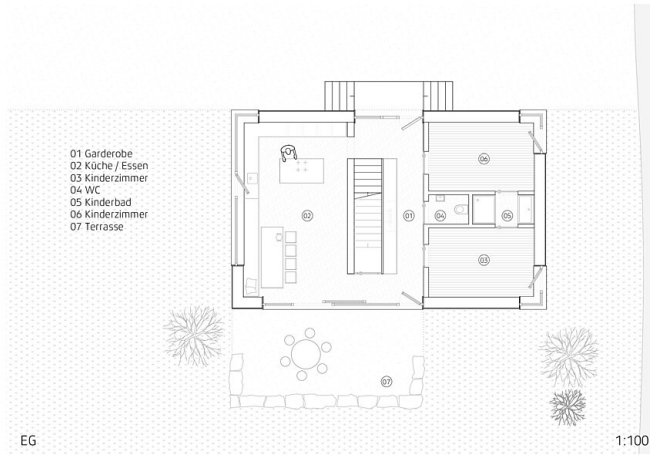 01 Garderobe
02 Küche / Essen
03 Kinderzimmer
04 WC
05 Kinderbad
06 Kinderzimmer
07 Terrasse
06
02
01
04
05
03
07
EG
1:100